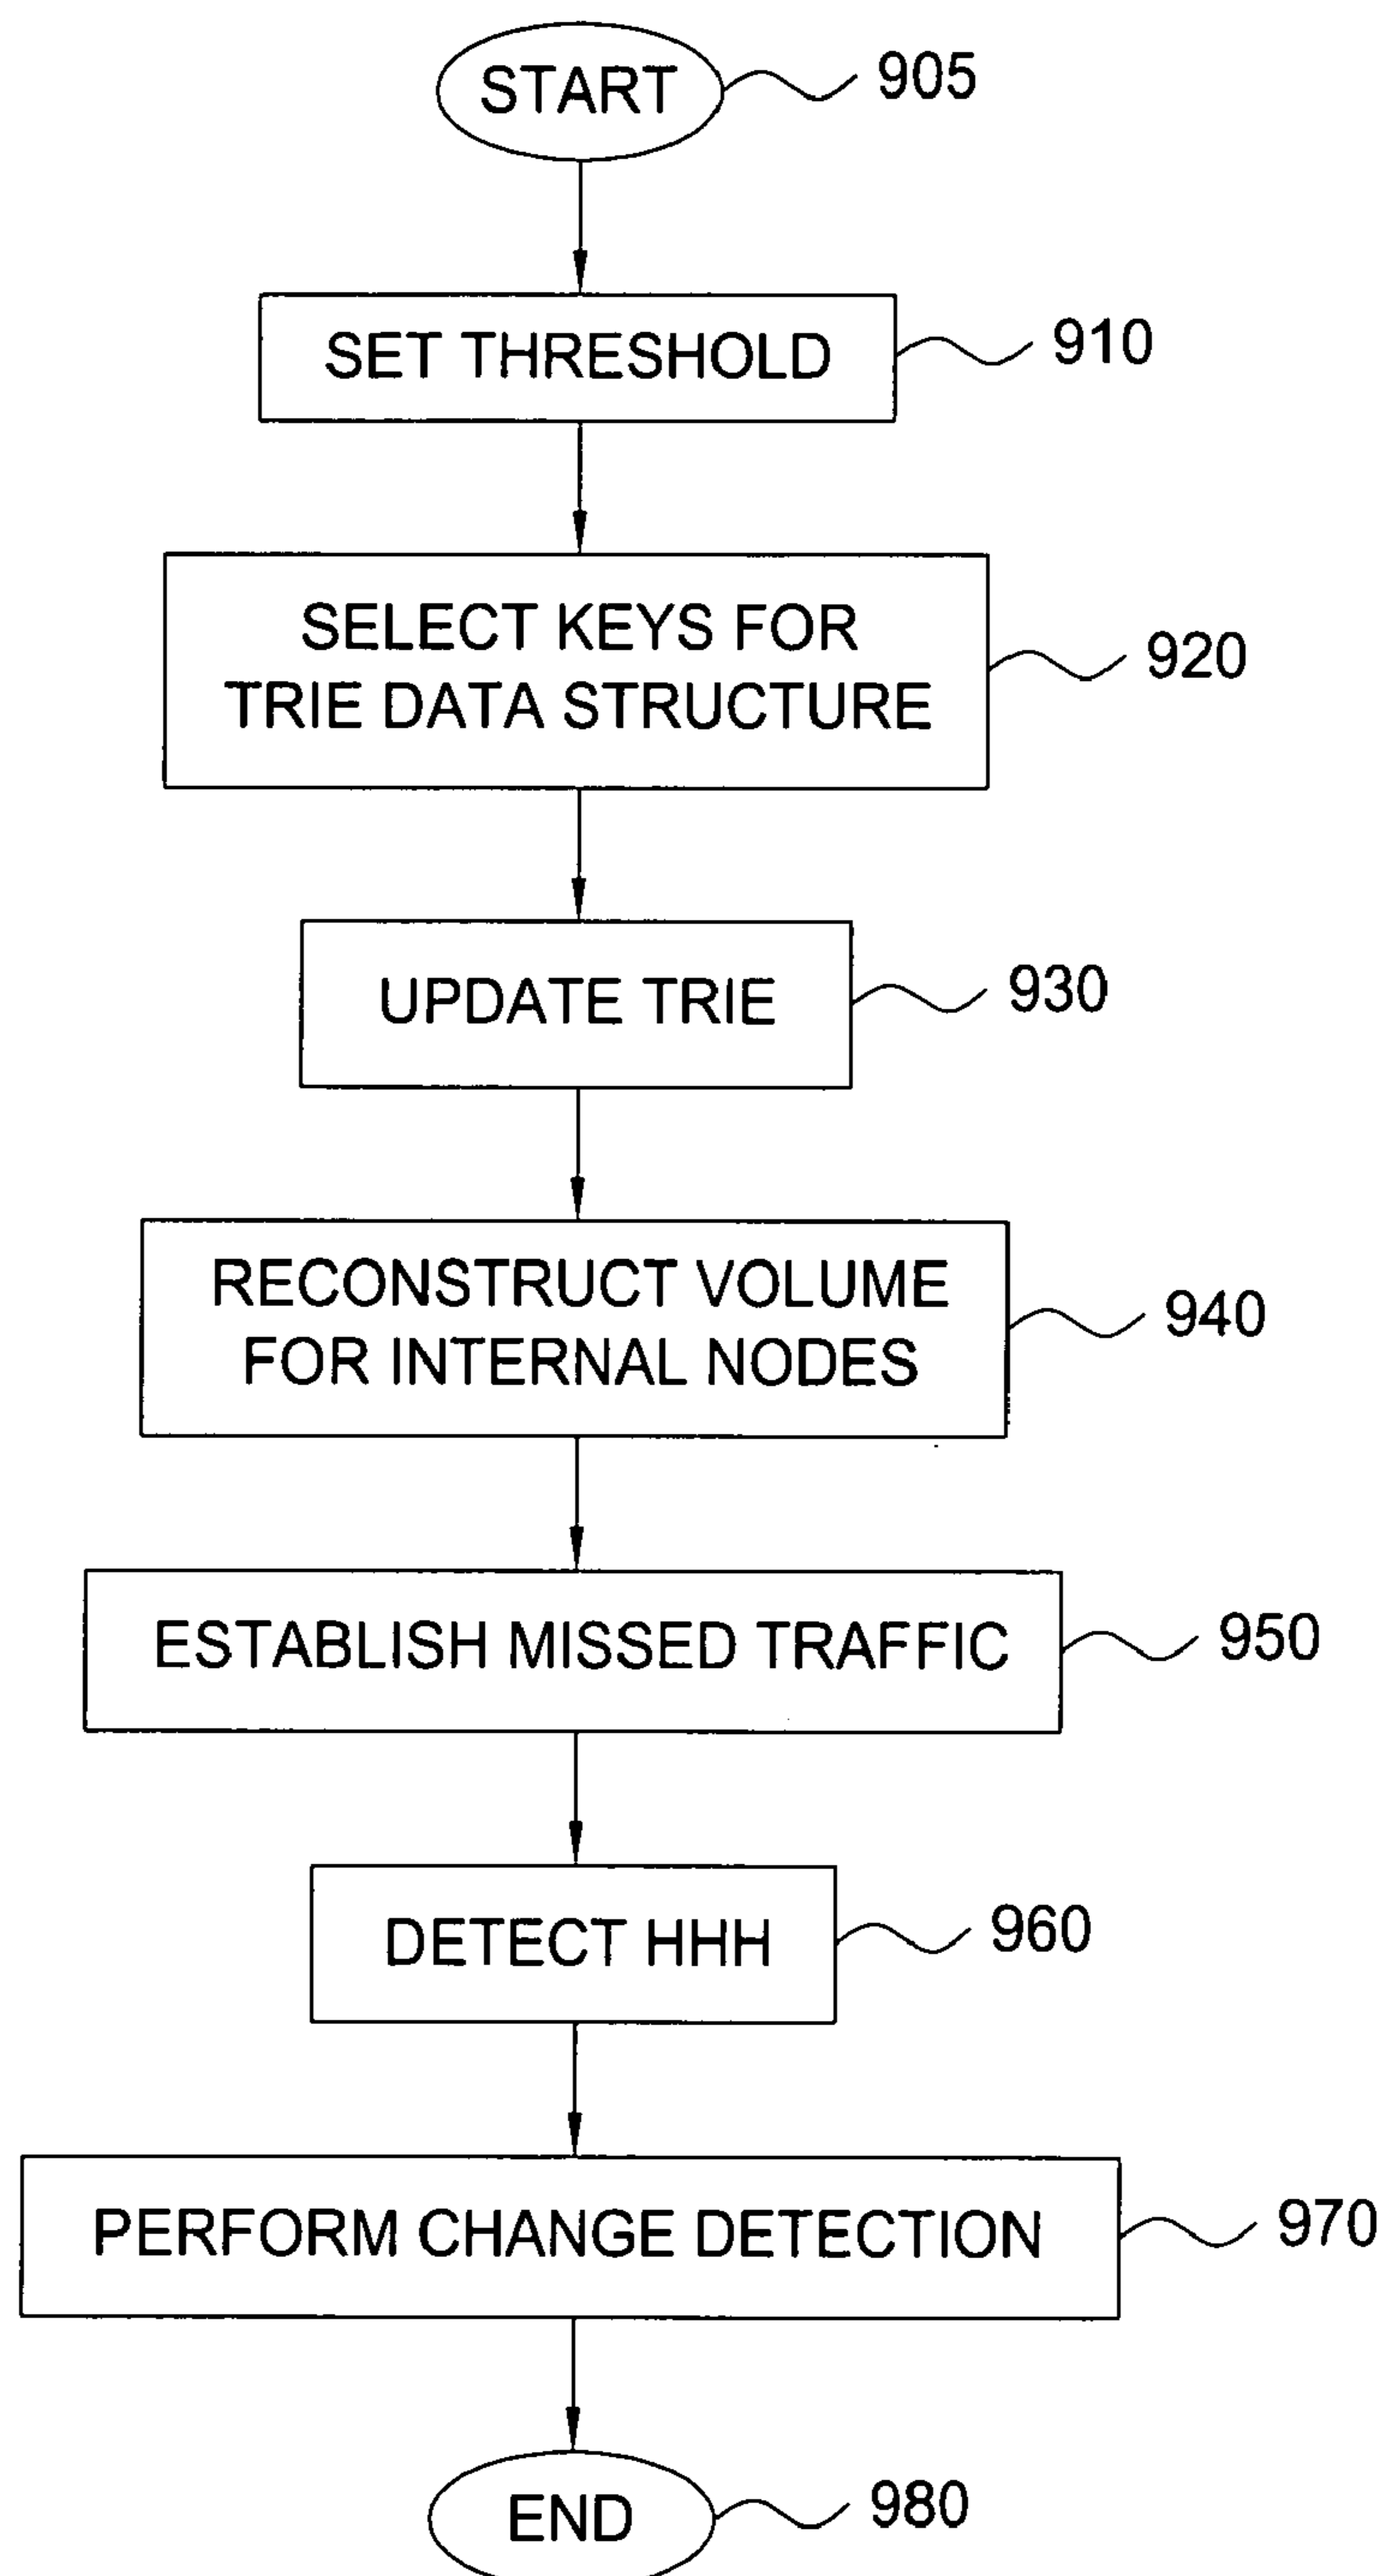 START
905
SET THRESHOLD
910
SELECT KEYS FOR
TRIE DATA STRUCTURE
920
UPDATE TRIE
930
RECONSTRUCT VOLUME
FOR INTERNAL NODES
940
ESTABLISH MISSED TRAFFIC
950
DETECT HHH
960
PERFORM CHANGE DETECTION
970
END
980